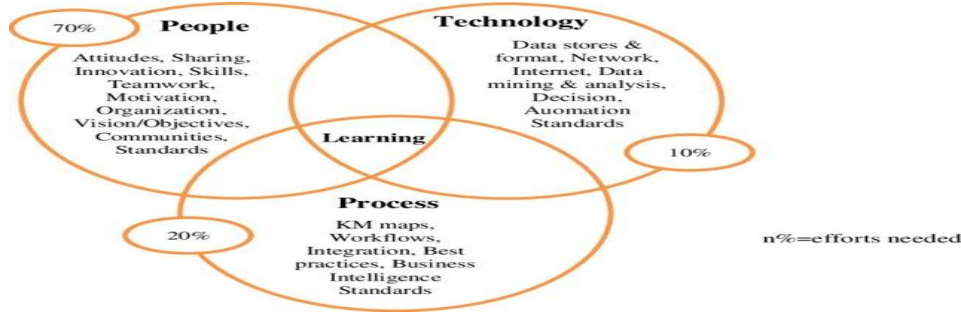 70%
People
Attitudes, Sharing,
Innovation, Skills,
Teamwork,
Motivation,
Organization,
Vision/Objectives,
Communities,
Standards
Technology
Data stores &
format, Network,
Internet, Data
mining & analysis,
Decision,
Auomation
Standards
10%
Learning
Process
KM maps,
Workflows,
Integration, Best
practices, Business
Intelligence
Standards
20%
n%=efforts needed